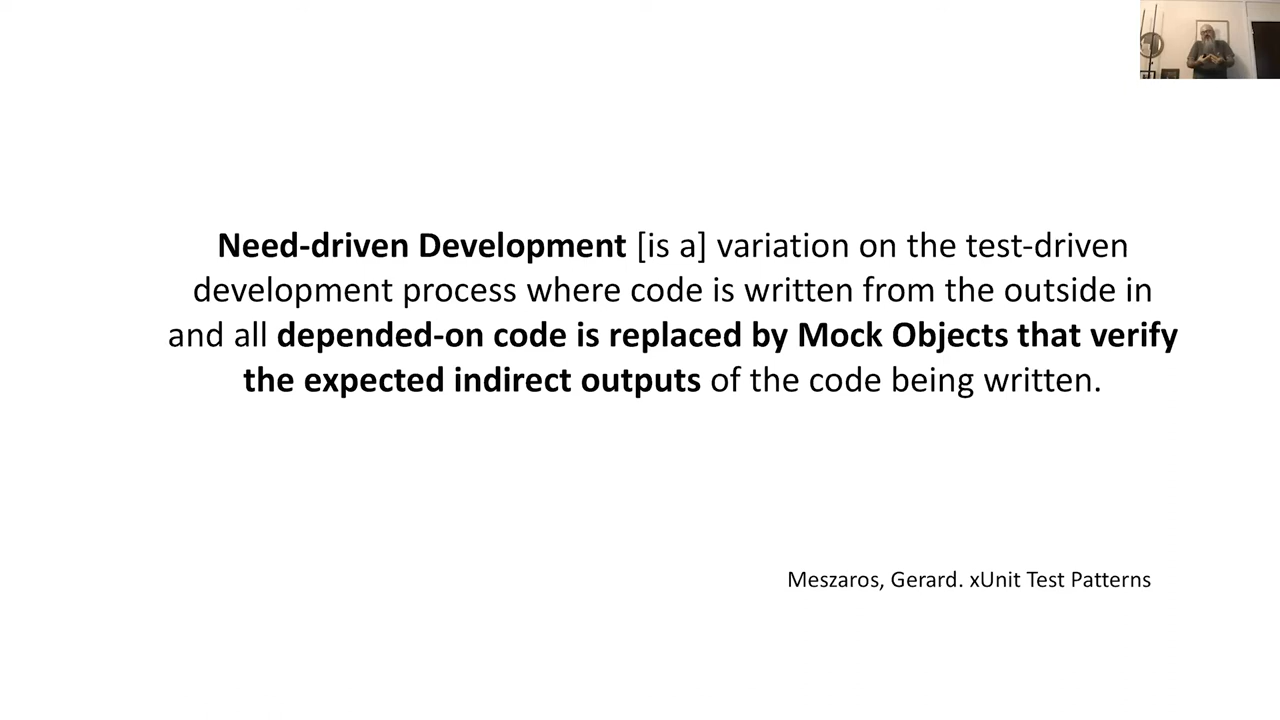 Need-driven Development [is a] variation on the test-driven
development process where code is written from the outside in
and all depended-on code is replaced by Mock Objects that verify
the expected indirect outputs of the code being written.
Meszaros, Gerard. xUnit Test Patterns